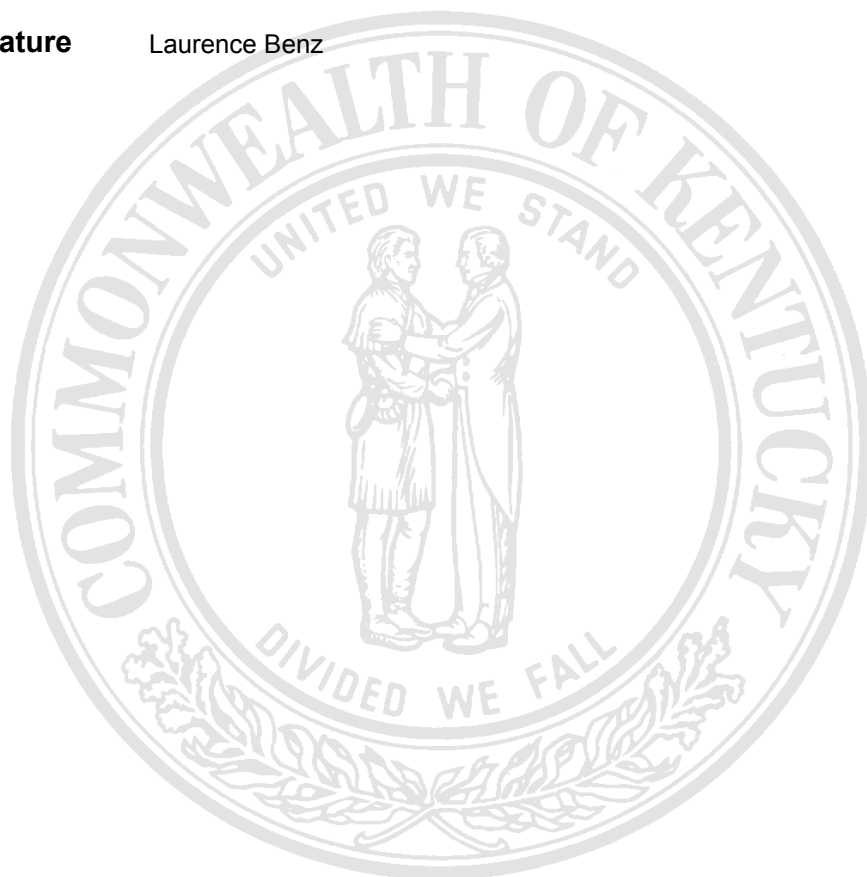 ature Laurence Benz
COMMONWEALTH OF KENTUCKY
UNITED WE STAND
DIVIDED WE FALL